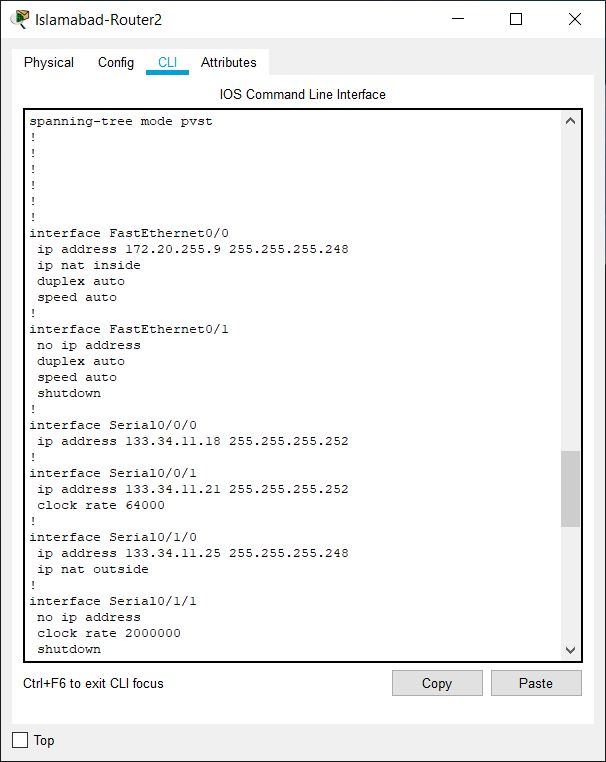 Islamabad-Router2
Physical Config CLI Attributes
IOS Command Line Interface
spanning-tree mode pvst
!
!
!
!
!
!
interface FastEthernet0/0
 ip address 172.20.255.9 255.255.255.248
 ip nat inside
 duplex auto
 speed auto
!
interface FastEthernet0/1
 no ip address
 duplex auto
 speed auto
 shutdown
!
interface Serial0/0/0
 ip address 133.34.11.18 255.255.255.252
!
interface Serial0/0/1
 ip address 133.34.11.21 255.255.255.252
 clock rate 64000
!
interface Serial0/1/0
 ip address 133.34.11.25 255.255.255.248
 ip nat outside
!
interface Serial0/1/1
 no ip address
 clock rate 2000000
 shutdown
Ctrl+F6 to exit CLI focus Copy Paste
Top